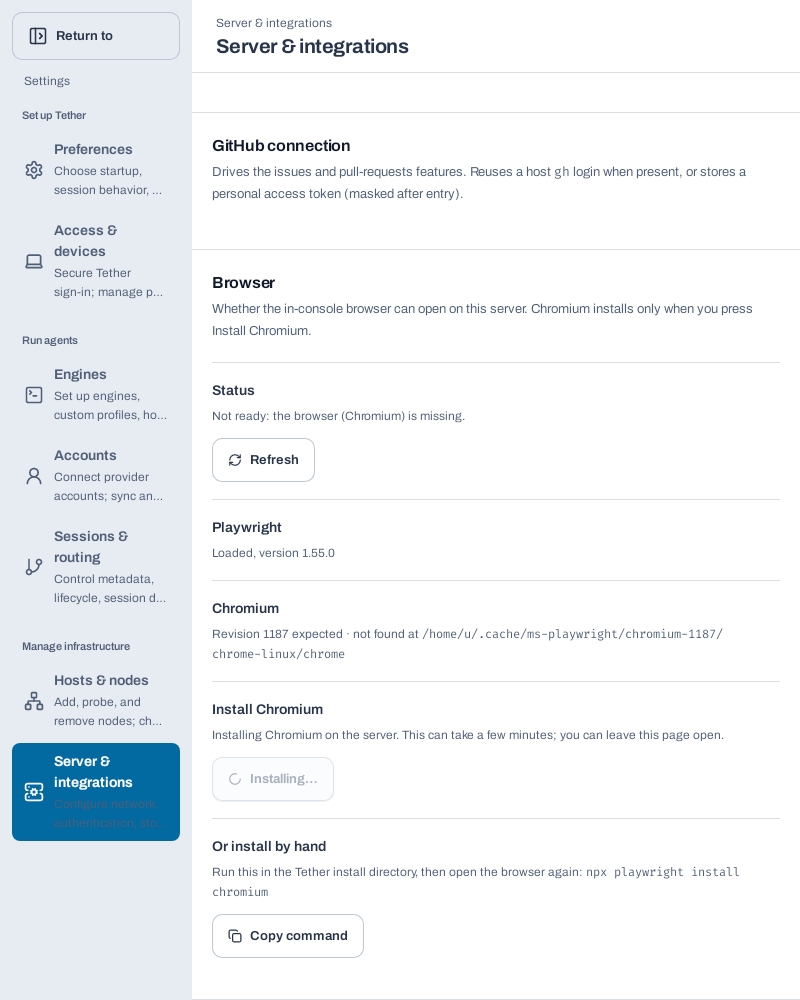 Return to
Settings
Set up Tether
Preferences
Choose startup,
session behavior, ...
Access &
devices
Secure Tether
sign-in; manage p...
Run agents
Engines
Set up engines,
custom profiles, ho...
Accounts
Connect provider
accounts; sync an...
Sessions &
routing
Control metadata,
lifecycle, session d...
Manage infrastructure
Hosts & nodes
Add, probe, and
remove nodes; ch...
Server &
integrations
Configure network,
authentication, sto...
Server & integrations
Server & integrations
GitHub connection
Drives the issues and pull-requests features. Reuses a host gh login when present, or stores a
personal access token (masked after entry).
Browser
Whether the in-console browser can open on this server. Chromium installs only when you press
Install Chromium.
Status
Not ready: the browser (Chromium) is missing.
Refresh
Playwright
Loaded, version 1.55.0
Chromium
Revision 1187 expected · not found at /home/u/.cache/ms-playwright/chromium-1187/
chrome-linux/chrome
Install Chromium
Installing Chromium on the server. This can take a few minutes; you can leave this page open.
Installing...
Or install by hand
Run this in the Tether install directory, then open the browser again: npx playwright install
chromium
Copy command